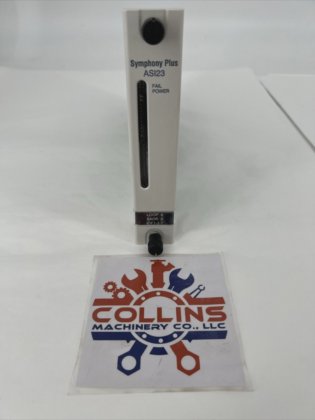 Symphony Plus
ASI23
FAIL
POWER
COLLINS
MACHINERY CO., LLC